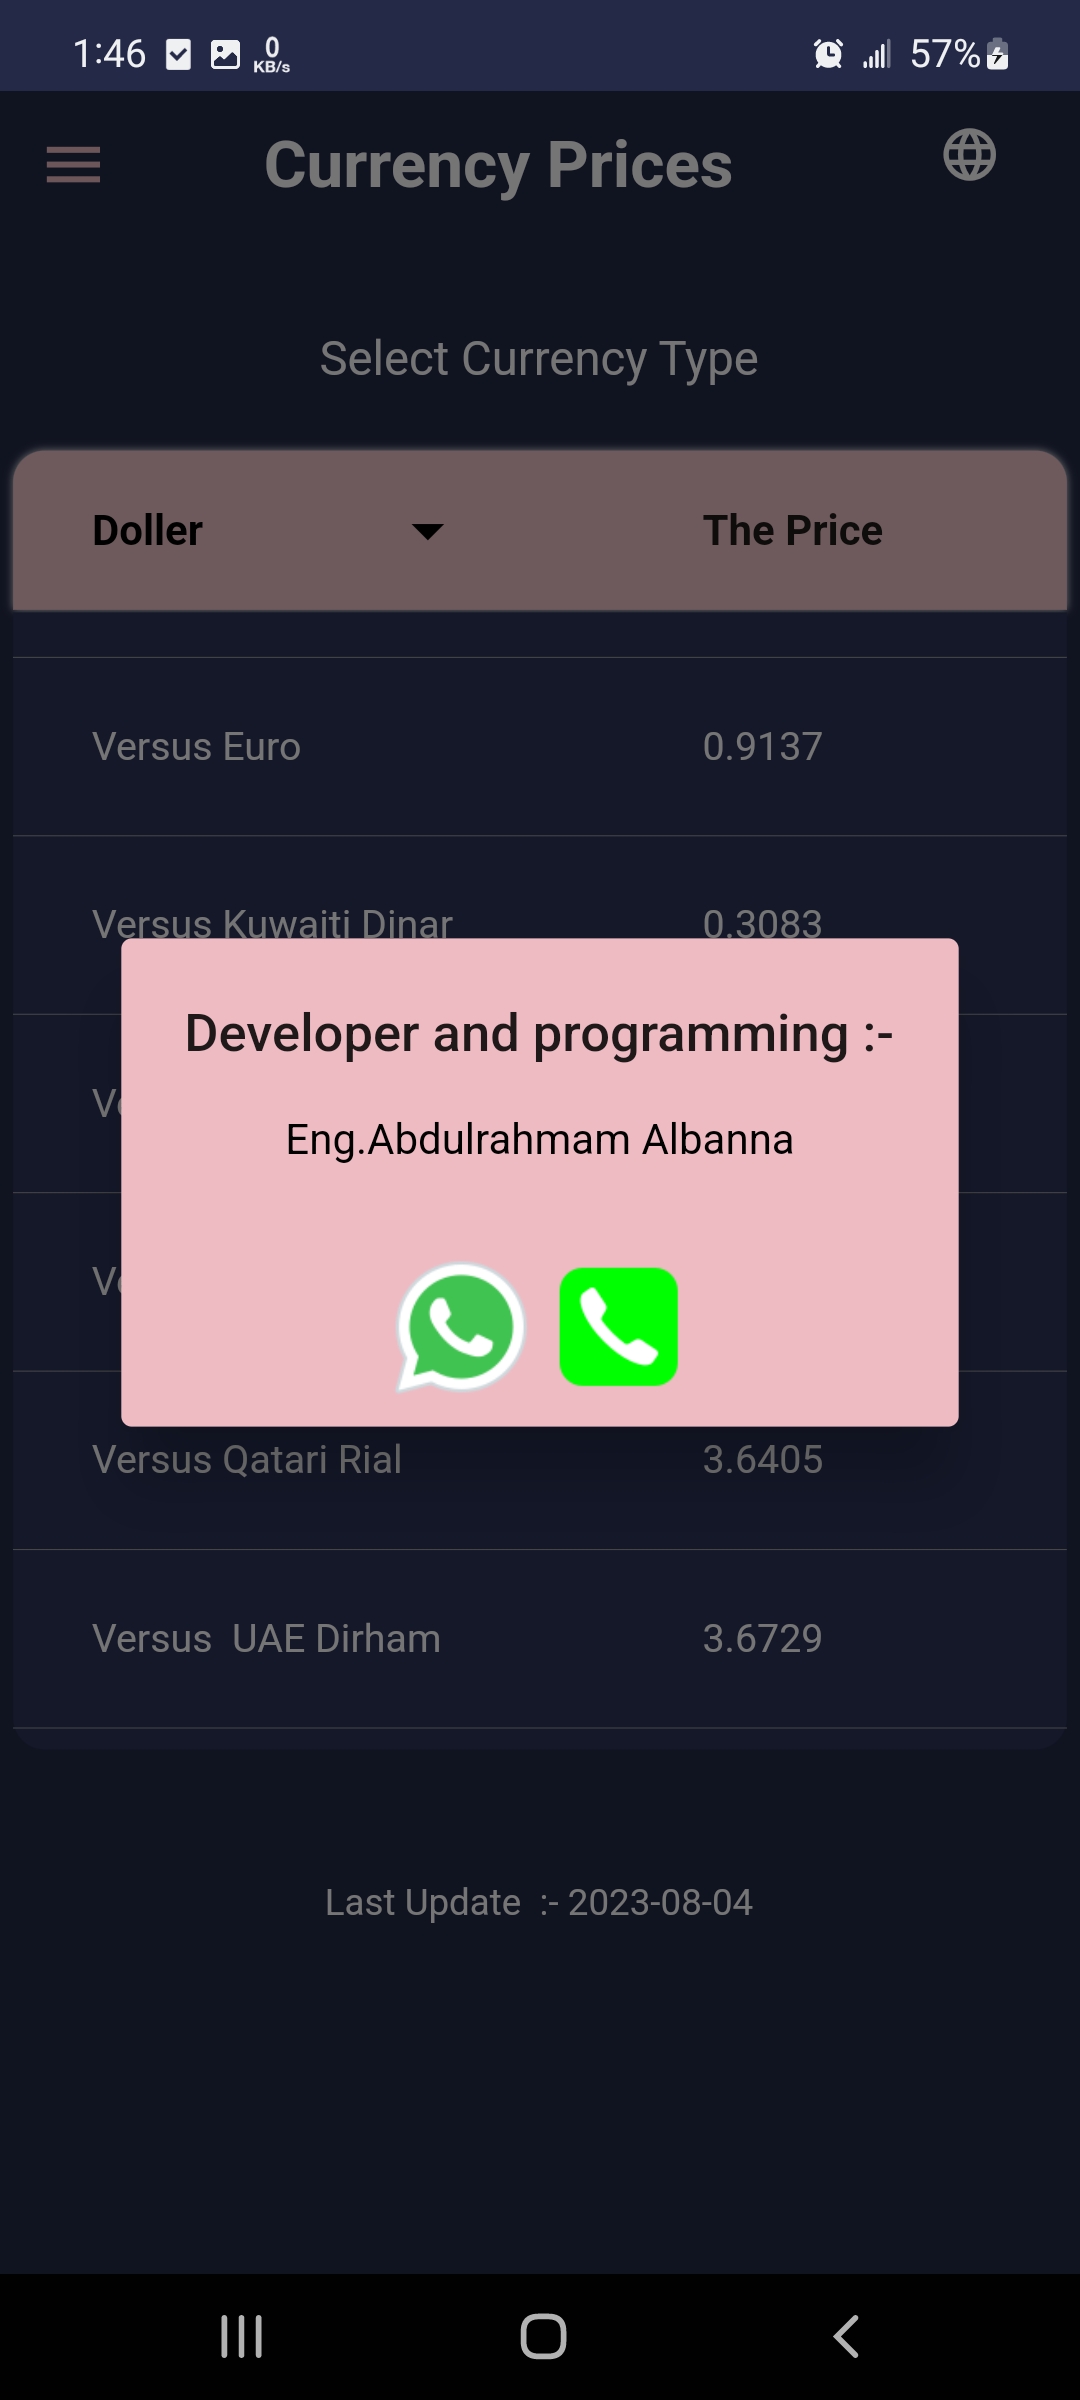 1:46 0 KB/s 57%
Currency Prices
Select Currency Type
Doller The Price
Versus Euro 0.9137
Versus Kuwaiti Dinar 0.3083
Developer and programming :-
Eng.Abdulrahmam Albanna
Versus Qatari Rial 3.6405
Versus  UAE Dirham 3.6729
Last Update  :- 2023-08-04